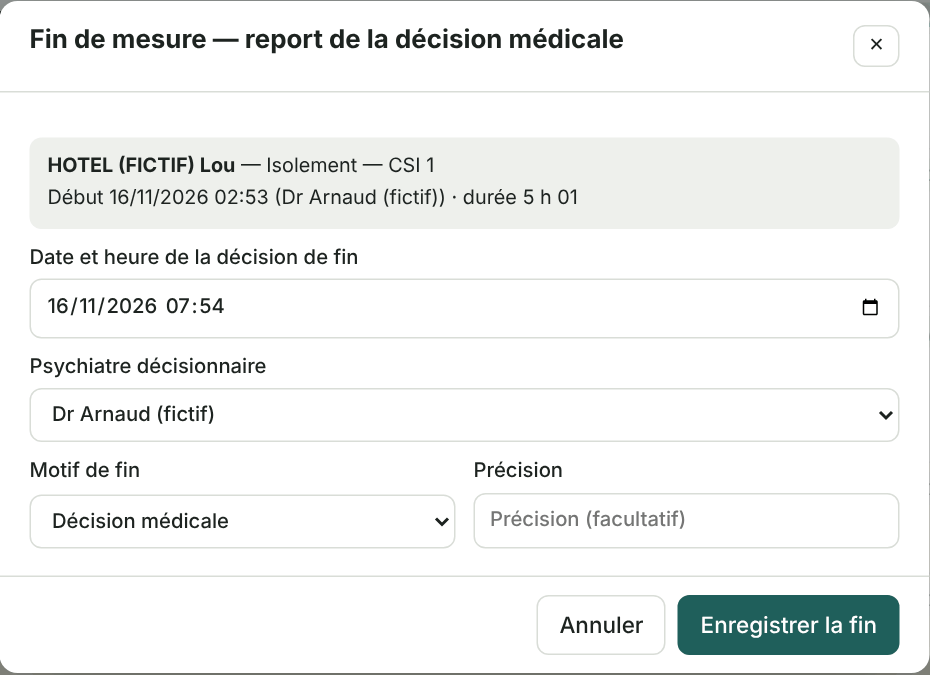 Fin de mesure — report de la décision médicale
×
HOTEL (FICTIF) Lou — Isolement — CSI 1
Début 16/11/2026 02:53 (Dr Arnaud (fictif)) · durée 5 h 01
Date et heure de la décision de fin
16/11/2026 07:54
Psychiatre décisionnaire
Dr Arnaud (fictif)
Motif de fin
Précision
Décision médicale
Précision (facultatif)
Annuler
Enregistrer la fin